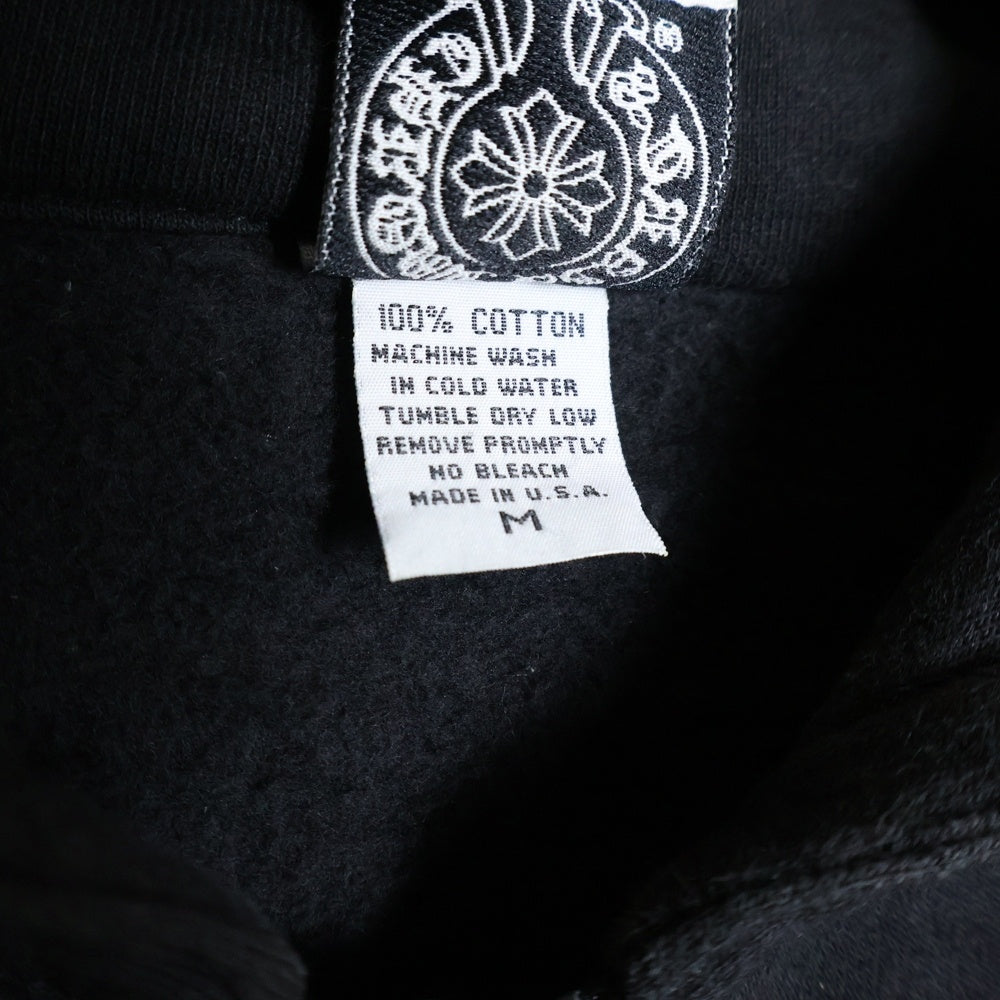 100% COTTON
MACHINE WASH
IN COLD WATER
TUMBLE DRY LOW
REMOVE PROMPTLY
NO BLEACH
MADE IN U.S.A.
M